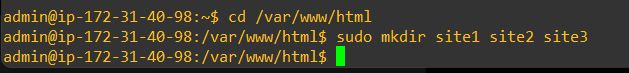 admin@ip-172-31-40-98:~$ cd /var/www/html
admin@ip-172-31-40-98:/var/www/html$ sudo mkdir site1 site2 site3
admin@ip-172-31-40-98:/var/www/html$